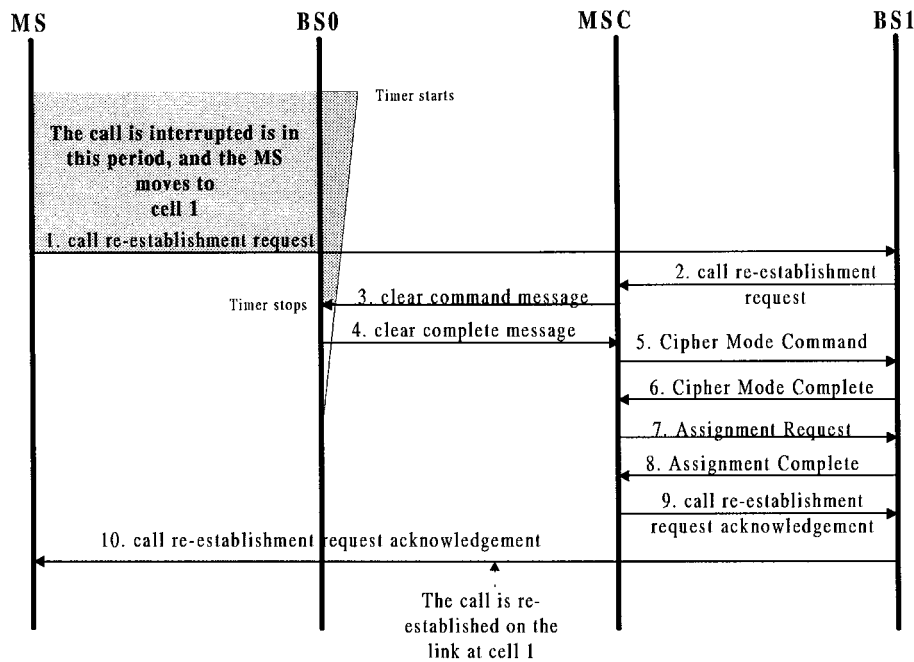 MS BS0 MSC BS1
Timer starts
The call is interrupted is in
this period, and the MS
moves to
cell 1
1. call re-establishment request
2. call re-establishment
request
3. clear command message
Timer stops
4. clear complete message
5. Cipher Mode Command
6. Cipher Mode Complete
7. Assignment Request
8. Assignment Complete
9. call re-establishment
request acknowledgement
10. call re-establishment request acknowledgement
The call is re-
established on the
link at cell 1